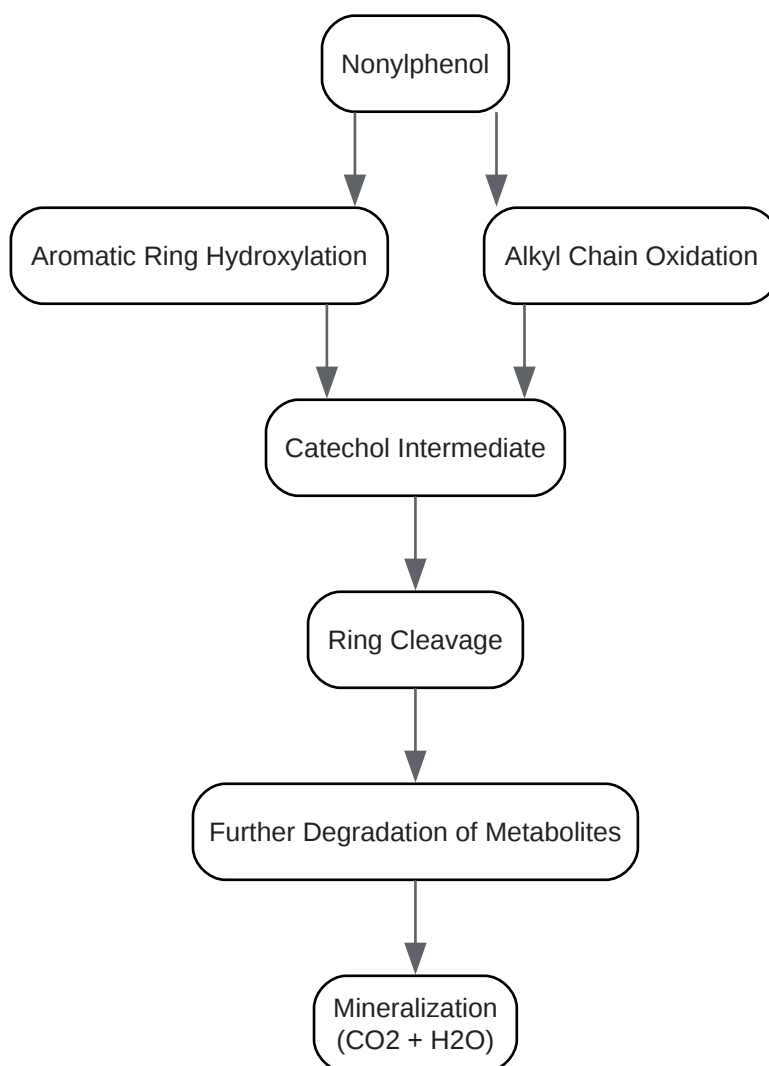 Nonylphenol
Aromatic Ring Hydroxylation
Alkyl Chain Oxidation
Catechol Intermediate
Ring Cleavage
Further Degradation of Metabolites
Mineralization
(CO2 + H2O)